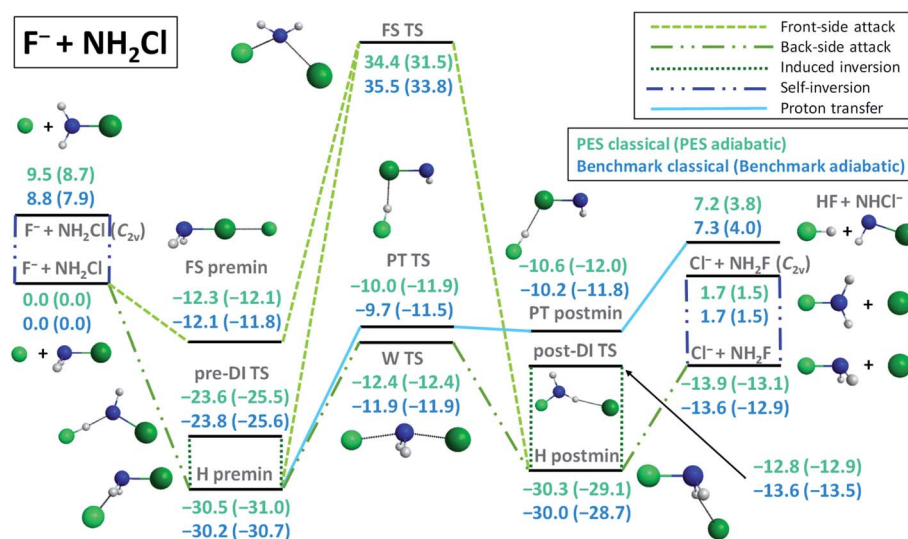 F⁻ + NH₂Cl
FS TS
34.4 (31.5)
35.5 (33.8)
Front-side attack
Back-side attack
Induced inversion
Self-inversion
Proton transfer
PES classical (PES adiabatic)
Benchmark classical (Benchmark adiabatic)
+
9.5 (8.7)
8.8 (7.9)
F⁻ + NH₂Cl (C₂ᵥ)
F⁻ + NH₂Cl
0.0 (0.0)
0.0 (0.0)
+
FS premin
−12.3 (−12.1)
−12.1 (−11.8)
pre-DI TS
−23.6 (−25.5)
−23.8 (−25.6)
H premin
−30.5 (−31.0)
−30.2 (−30.7)
PT TS
−10.0 (−11.9)
−9.7 (−11.5)
W TS
−12.4 (−12.4)
−11.9 (−11.9)
−10.6 (−12.0)
−10.2 (−11.8)
PT postmin
post-DI TS
H postmin
−30.3 (−29.1)
−30.0 (−28.7)
7.2 (3.8)
7.3 (4.0)
HF + NHCl⁻
+
Cl⁻ + NH₂F (C₂ᵥ)
1.7 (1.5)
1.7 (1.5)
+
Cl⁻ + NH₂F
−13.9 (−13.1)
−13.6 (−12.9)
+
−12.8 (−12.9)
−13.6 (−13.5)